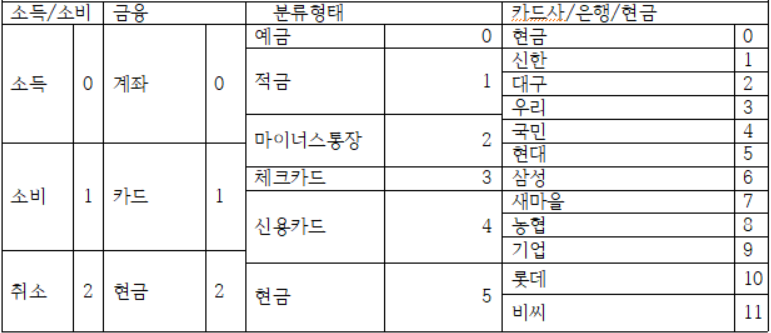 소득/소비 금융 분류형태 카드사/은행/현금
예금 0 현금 0
소득 0 계좌 0 적금 1 신한 1
대구 2
우리 3
마이너스통장 2 국민 4
현대 5
소비 1 카드 1 체크카드 3 삼성 6
신용카드 4 새마을 7
농협 8
기업 9
취소 2 현금 2 현금 5 롯데 10
비씨 11